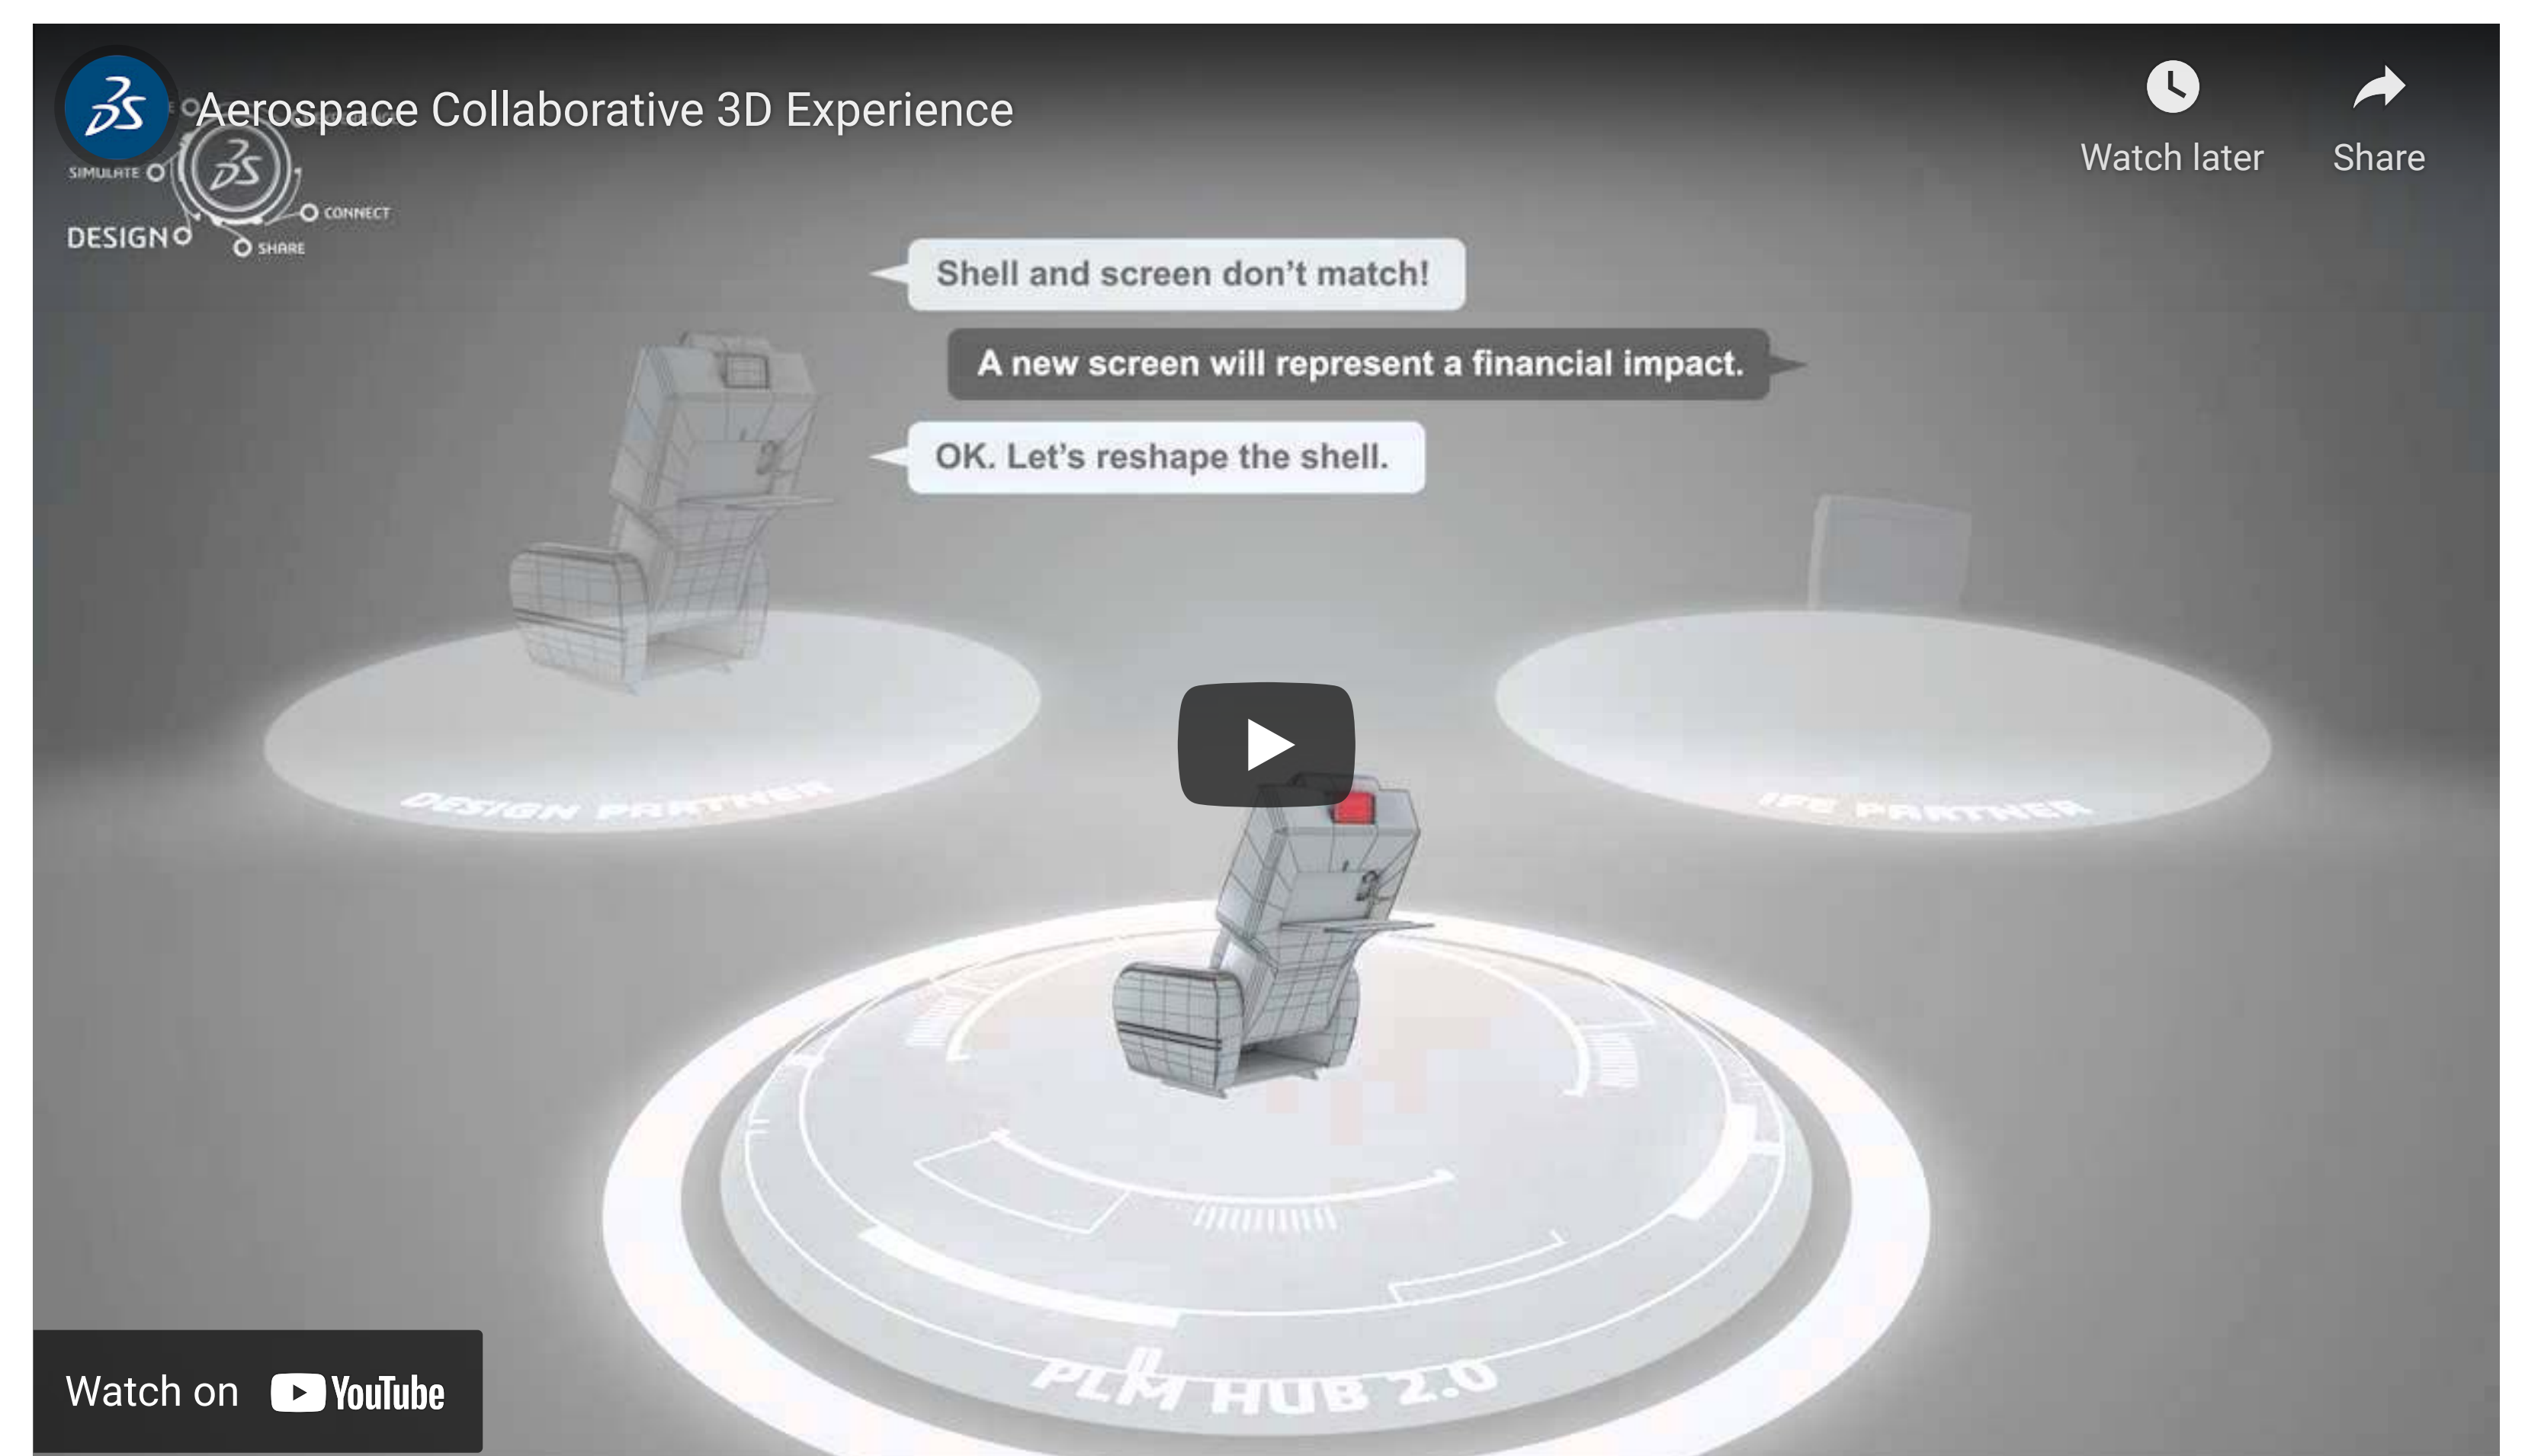 Aerospace Collaborative 3D Experience
Watch later
Share
SIMULATE
CONNECT
DESIGN
SHARE
Shell and screen don't match!
A new screen will represent a financial impact.
OK. Let's reshape the shell.
DESIGN PARTNER
IFE PARTNER
PLM HUB 2.0
Watch on YouTube